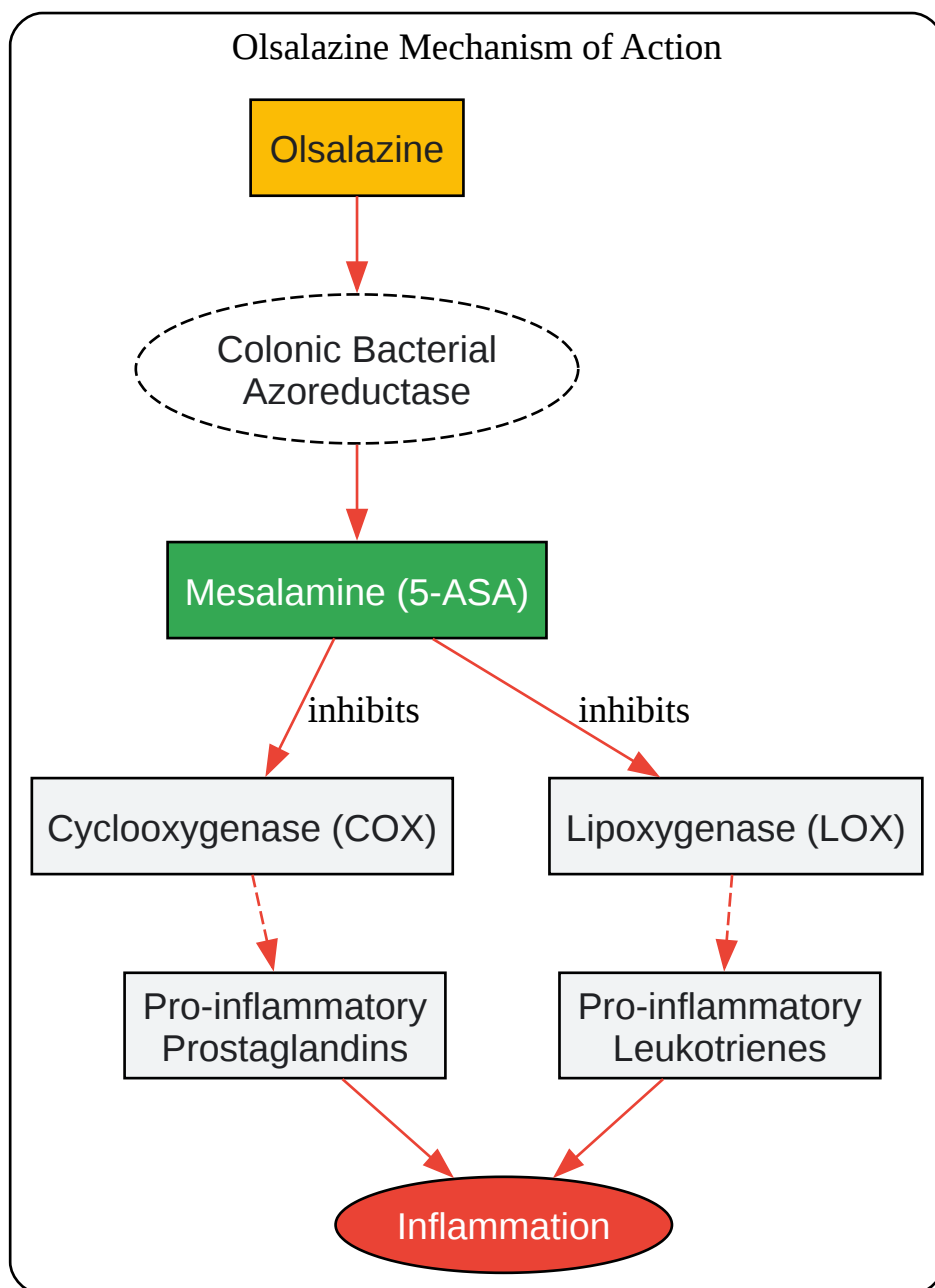 Olsalazine Mechanism of Action
Olsalazine
Colonic Bacterial
Azoreductase
Mesalamine (5-ASA)
inhibits
inhibits
Cyclooxygenase (COX)
Lipoxygenase (LOX)
Pro-inflammatory
Prostaglandins
Pro-inflammatory
Leukotrienes
Inflammation